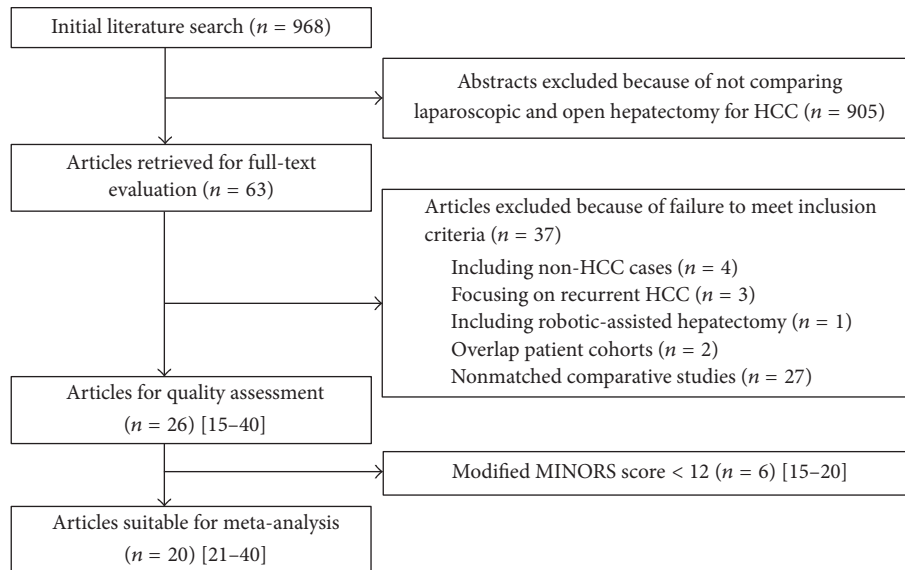 Initial literature search (n = 968)
Abstracts excluded because of not comparing
laparoscopic and open hepatectomy for HCC (n = 905)
Articles retrieved for full-text
evaluation (n = 63)
Articles excluded because of failure to meet inclusion
criteria (n = 37)
Including non-HCC cases (n = 4)
Focusing on recurrent HCC (n = 3)
Including robotic-assisted hepatectomy (n = 1)
Overlap patient cohorts (n = 2)
Nonmatched comparative studies (n = 27)
Articles for quality assessment
(n = 26) [15–40]
Modified MINORS score < 12 (n = 6) [15–20]
Articles suitable for meta-analysis
(n = 20) [21–40]